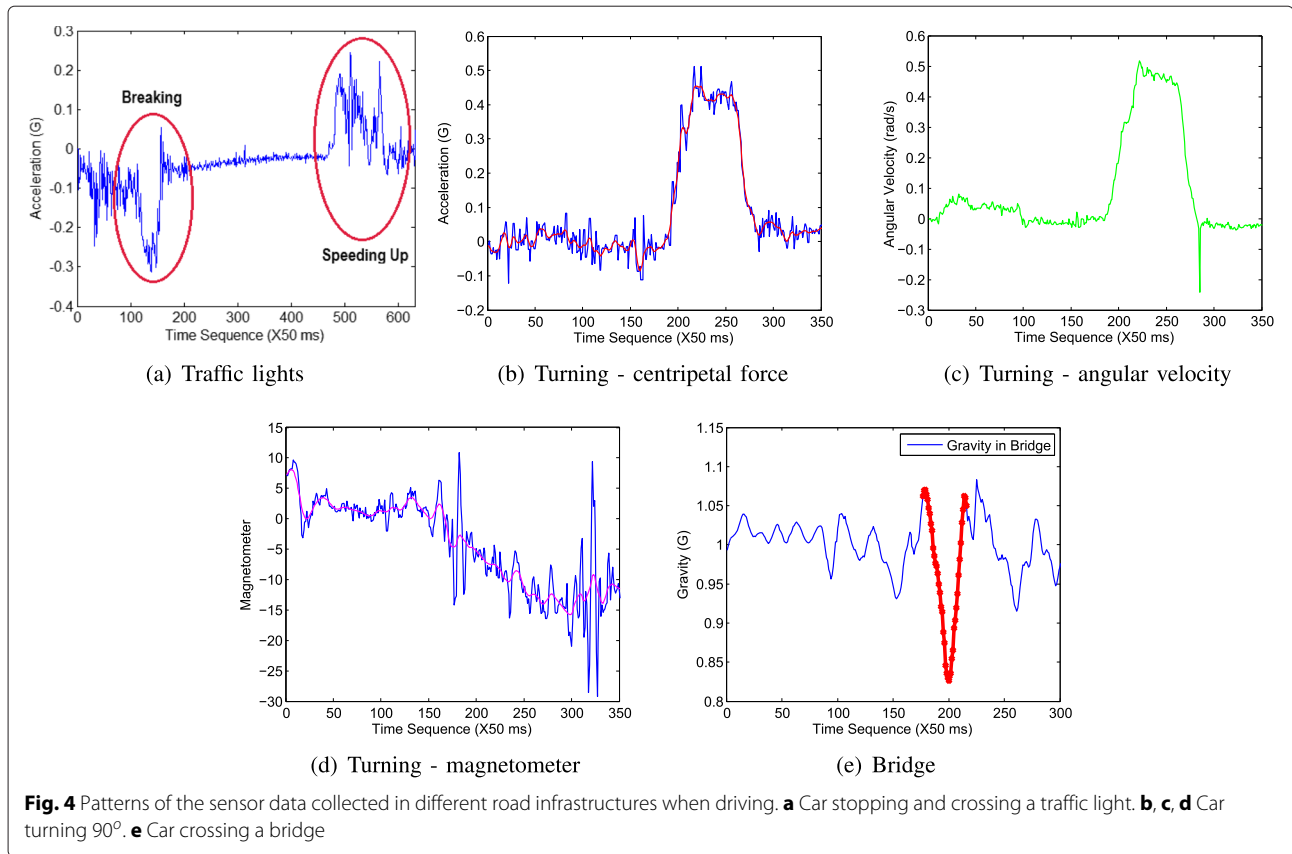 0.3
0.2
0.1
0
-0.1
-0.2
-0.3
-0.4
Acceleration (G)
Breaking
Speeding Up
0 100 200 300 400 500 600
Time Sequence (X50 ms)
(a) Traffic lights
0.6
0.5
0.4
0.3
0.2
0.1
0
−0.1
0.2
Acceleration (G)
0 50 100 150 200 250 300 350
Time Sequence (X50 ms)
(b) Turning - centripetal force
0.6
0.5
0.4
0.3
0.2
0.1
0
−0.1
−0.2
−0.3
Angular Velocity (rad/s)
0 50 100 150 200 250 300 350
Time Sequence (X50 ms)
(c) Turning - angular velocity
15
10
5
0
−5
−10
−15
−20
−25
−30
Magnetometer
0 50 100 150 200 250 300 350
Time Sequence (X50 ms)
(d) Turning - magnetometer
1.15
1.1
1.05
1
0.95
0.9
0.85
0.8
Gravity (G)
Gravity in Bridge
0 50 100 150 200 250 300
Time Sequence (X50 ms)
(e) Bridge
Fig. 4 Patterns of the sensor data collected in different road infrastructures when driving. a Car stopping and crossing a traffic light. b, c, d Car
turning 90°. e Car crossing a bridge